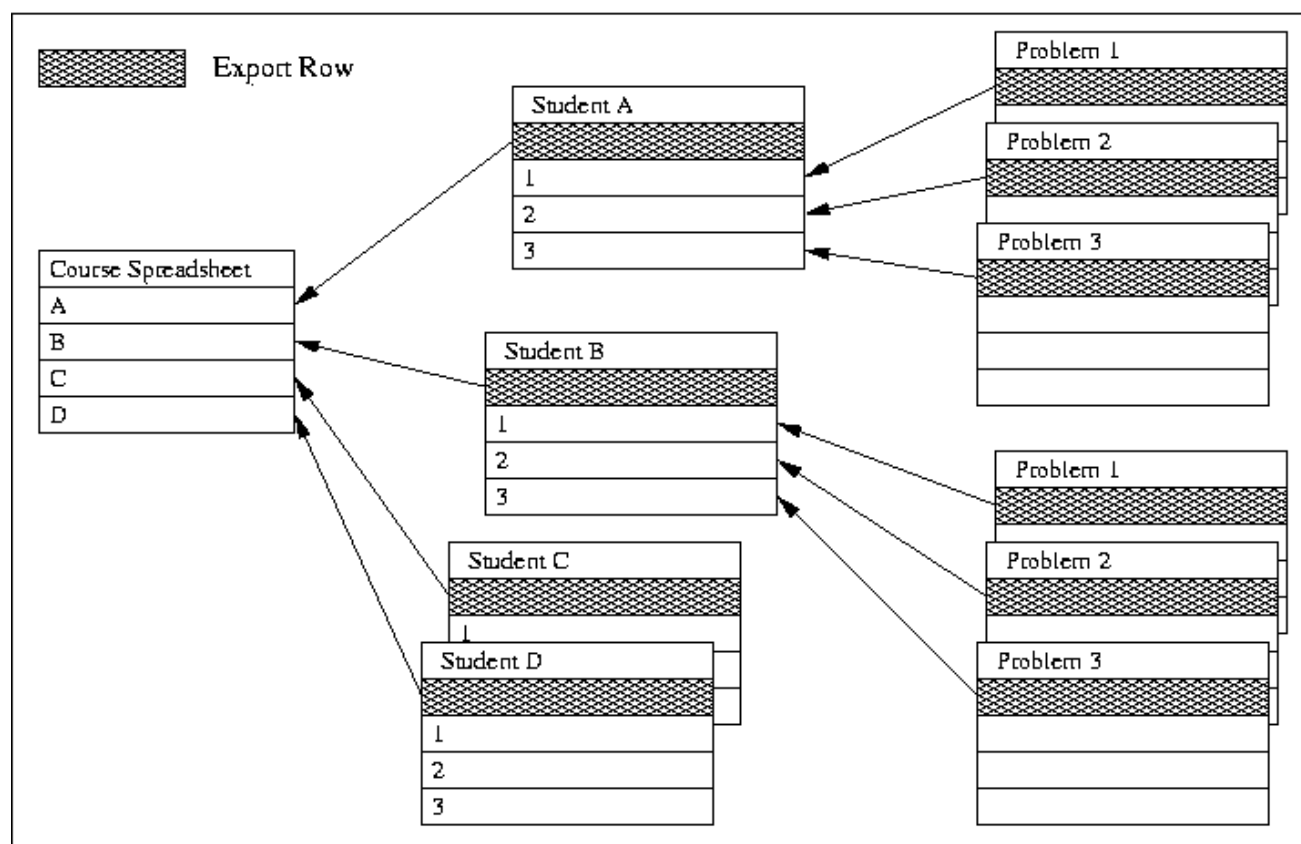 Export Row
Problem 1
Student A
Problem 2
1
2
3
Problem 3
Course Spreadsheet
A
B
C
D
Student B
1
2
3
Problem 1
Problem 2
Problem 3
Student C
1
Student D
1
2
3